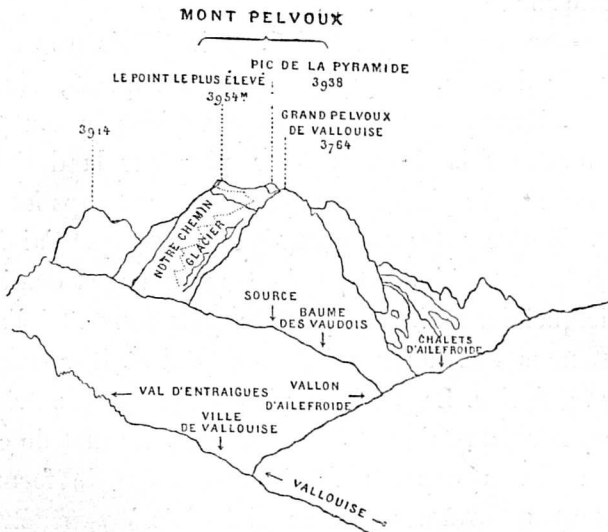 MONT PELVOUX
PIC DE LA PYRAMIDE
3938
LE POINT LE PLUS ÉLEVÉ
3954ᴹ
GRAND PELVOUX
DE VALLOUISE
3764
3914
NOTRE CHEMIN
GLACIER
SOURCE
BAUME
DES VAUDOIS
CHALETS
D'AILEFROIDE
VAL D'ENTRAIGUES
VALLON
D'AILEFROIDE
VILLE
DE VALLOUISE
VALLOUISE